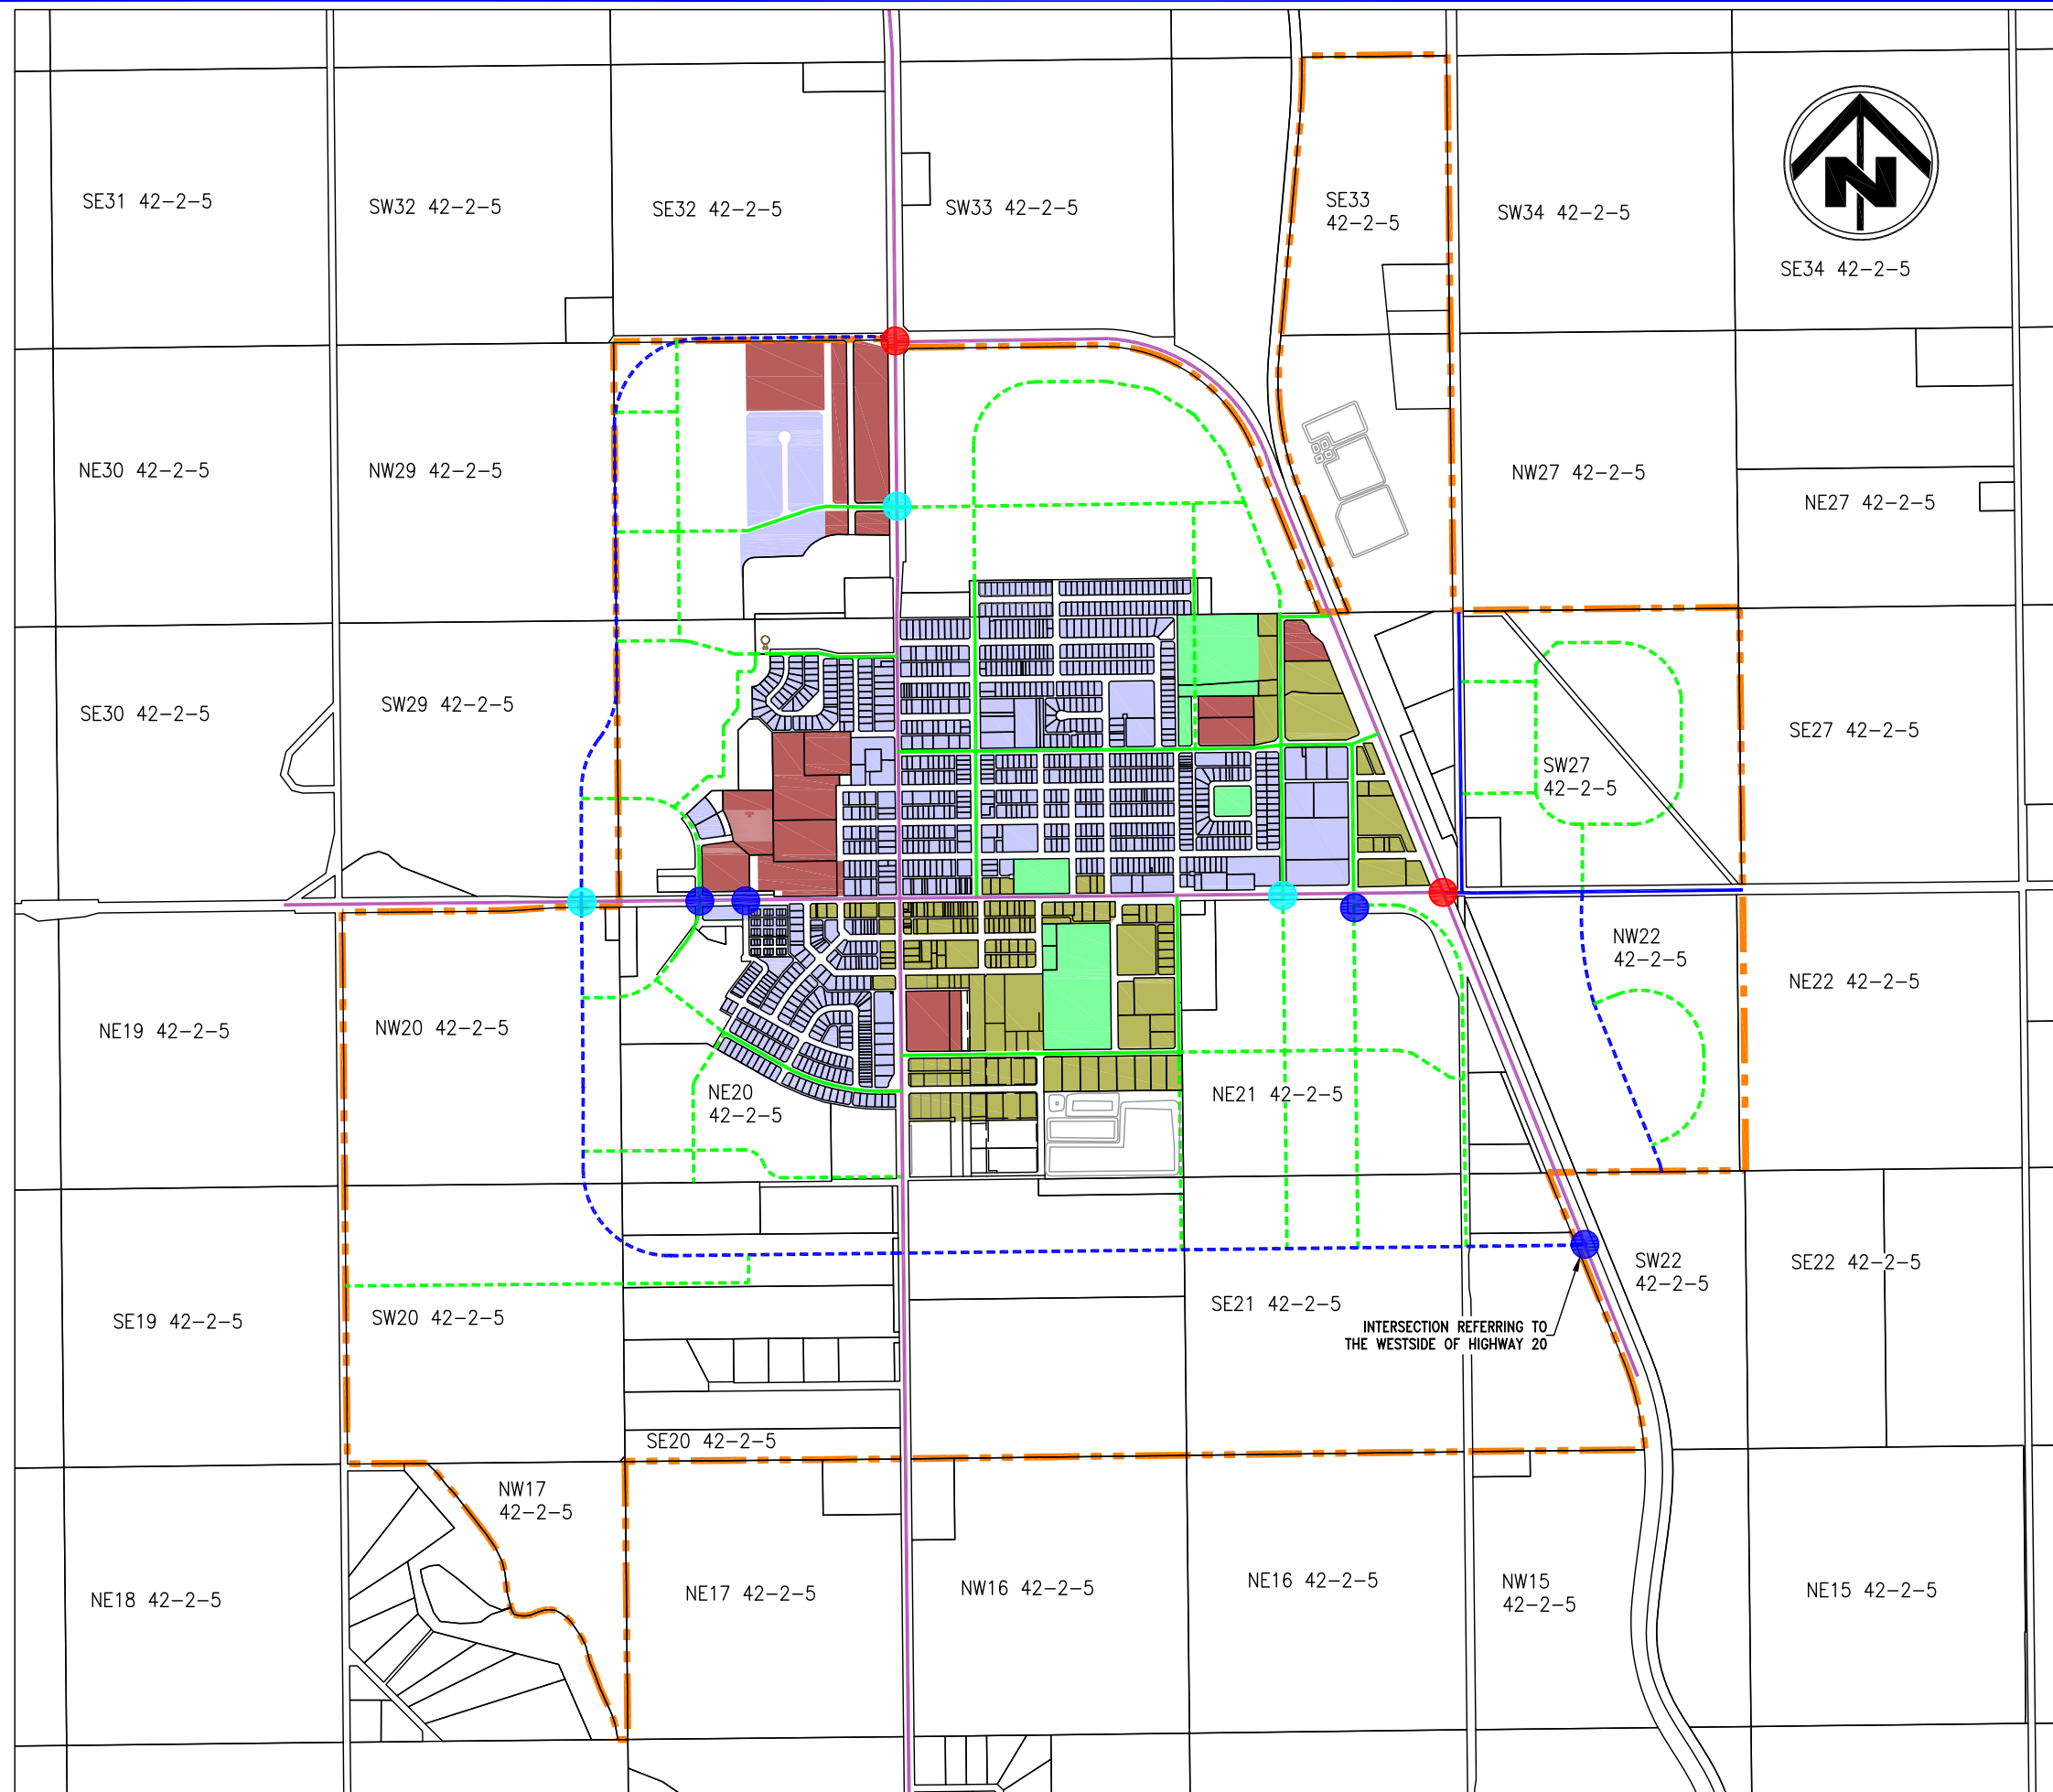 SE31 42-2-5
SW32 42-2-5
SE32 42-2-5
SW33 42-2-5
SE33
42-2-5
SW34 42-2-5
N
SE34 42-2-5
NE30 42-2-5
NW29 42-2-5
NW27 42-2-5
NE27 42-2-5
SE30 42-2-5
SW29 42-2-5
SW27
42-2-5
SE27 42-2-5
NE19 42-2-5
NW20 42-2-5
NE20
42-2-5
NE21 42-2-5
NW22
42-2-5
NE22 42-2-5
SE19 42-2-5
SW20 42-2-5
SE21 42-2-5
SW22
42-2-5
SE22 42-2-5
INTERSECTION REFERRING TO
THE WESTSIDE OF HIGHWAY 20
SE20 42-2-5
NW17
42-2-5
NE18 42-2-5
NE17 42-2-5
NW16 42-2-5
NE16 42-2-5
NW15
42-2-5
NE15 42-2-5